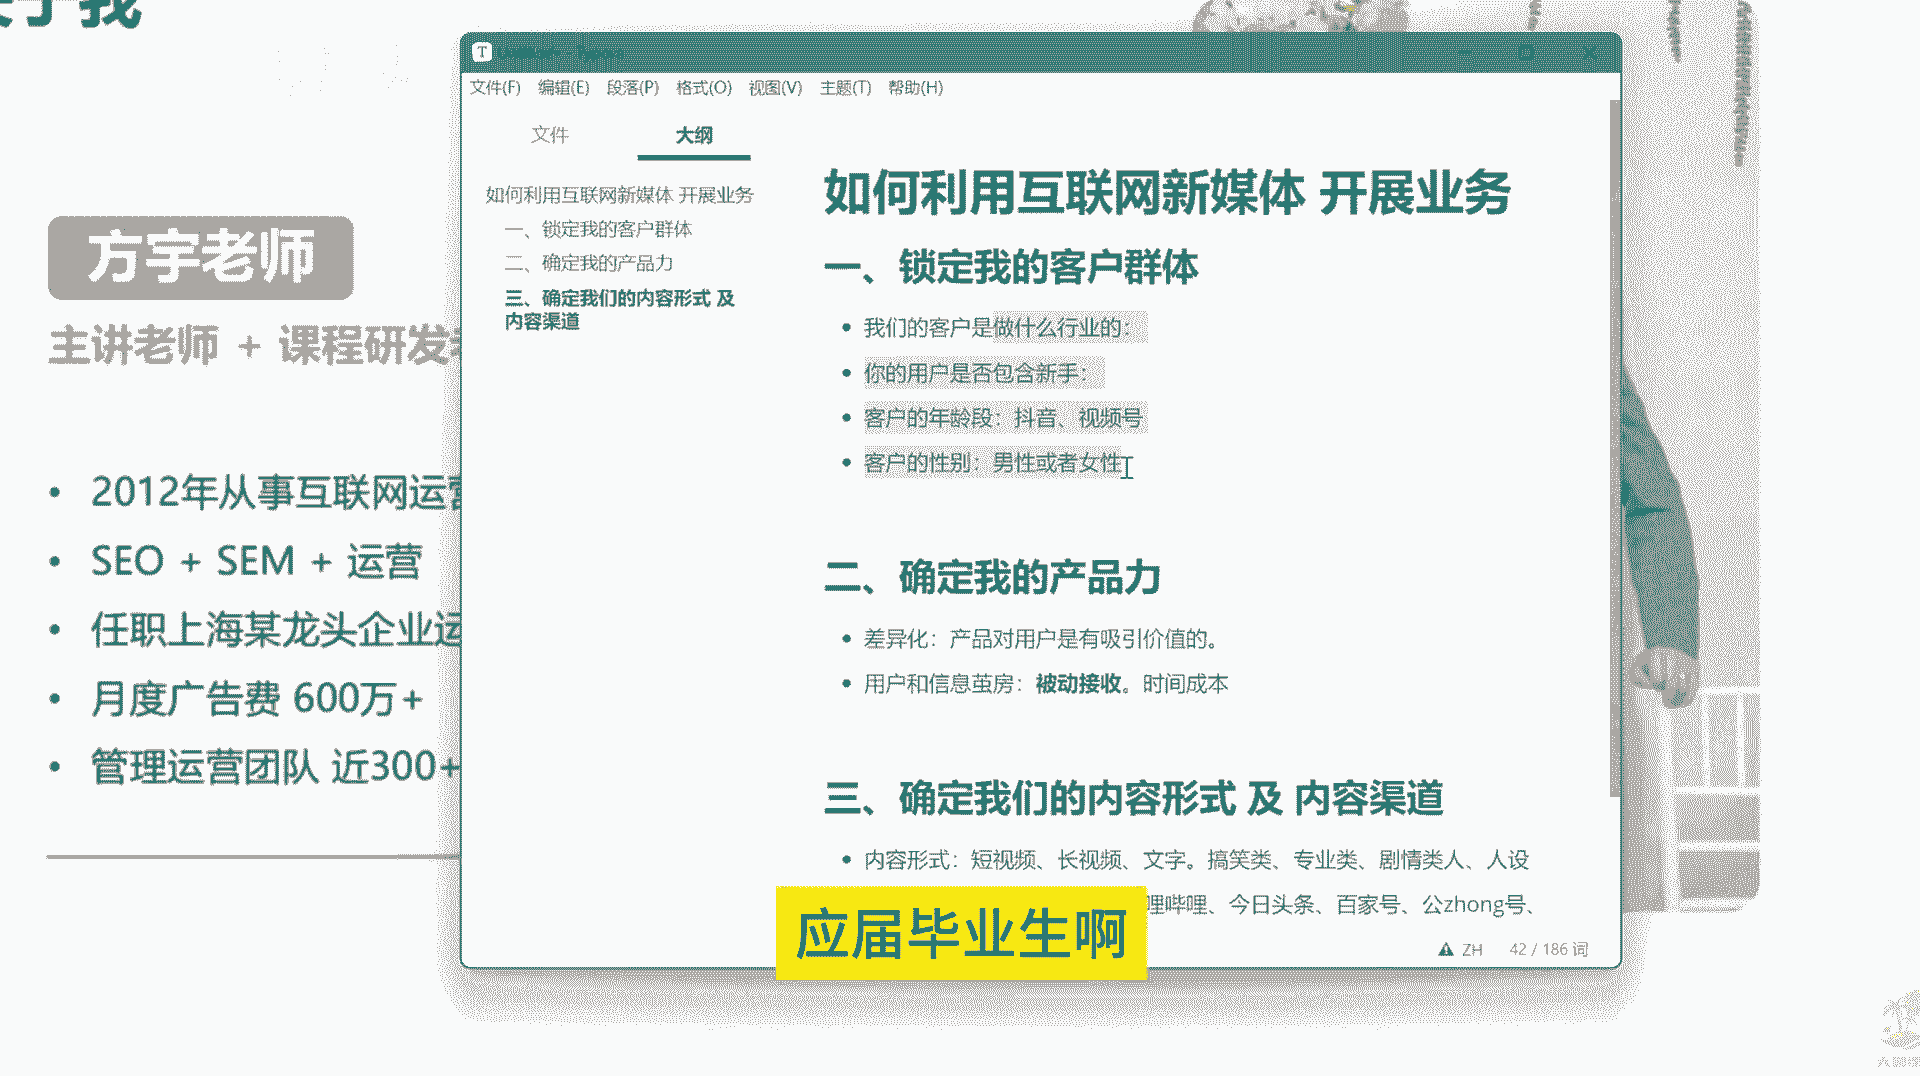 方宇老师
主讲老师 + 课程研发
2012年从事互联网运营
SEO + SEM + 运营
任职上海某龙头企业运
月度广告费 600万+
管理运营团队 近300+
T
文件(F) 编辑(E) 段落(P) 格式(O) 视图(V) 主题(T) 帮助(H)
文件 大纲
如何利用互联网新媒体 开展业务
一、锁定我的客户群体
二、确定我的产品力
三、确定我们的内容形式 及
内容渠道
如何利用互联网新媒体 开展业务
一、锁定我的客户群体
我们的客户是做什么行业的：
你的用户是否包含新手：
客户的年龄段：抖音、视频号
客户的性别：男性或者女性
二、确定我的产品力
差异化：产品对用户是有吸引价值的。
用户和信息茧房：被动接收。时间成本
三、确定我们的内容形式 及 内容渠道
内容形式：短视频、长视频、文字。搞笑类、专业类、剧情类人、人设
哩哔哩、今日头条、百家号、公zhong号、
ZH 42 / 186 词
应届毕业生啊